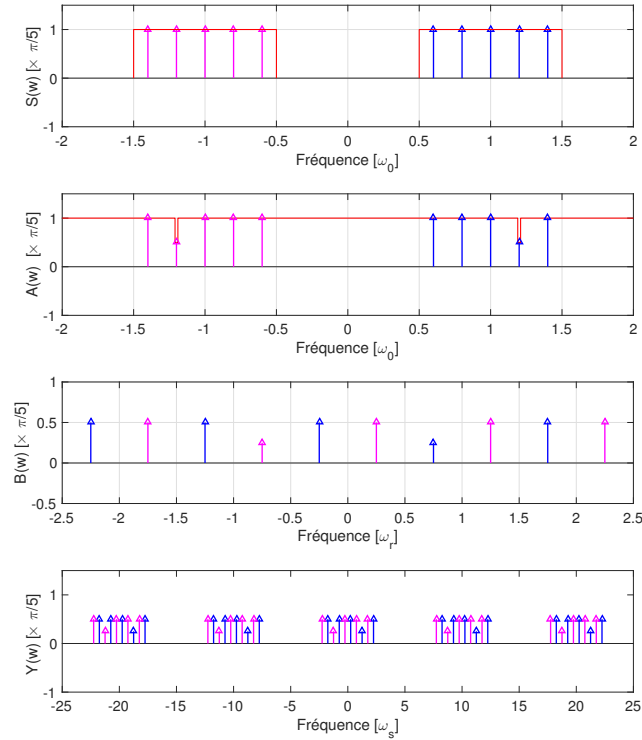 S(w) [× π/5]
1
0
-1
-2 -1.5 -1 -0.5 0 0.5 1 1.5 2
Fréquence [ω_0]
A(w) [× π/5]
1
0
-1
-2 -1.5 -1 -0.5 0 0.5 1 1.5 2
Fréquence [ω_0]
B(w) [× π/5]
1
0.5
0
-0.5
-2.5 -2 -1.5 -1 -0.5 0 0.5 1 1.5 2 2.5
Fréquence [ω_r]
Y(w) [× π/5]
1
0
-1
-25 -20 -15 -10 -5 0 5 10 15 20 25
Fréquence [ω_s]